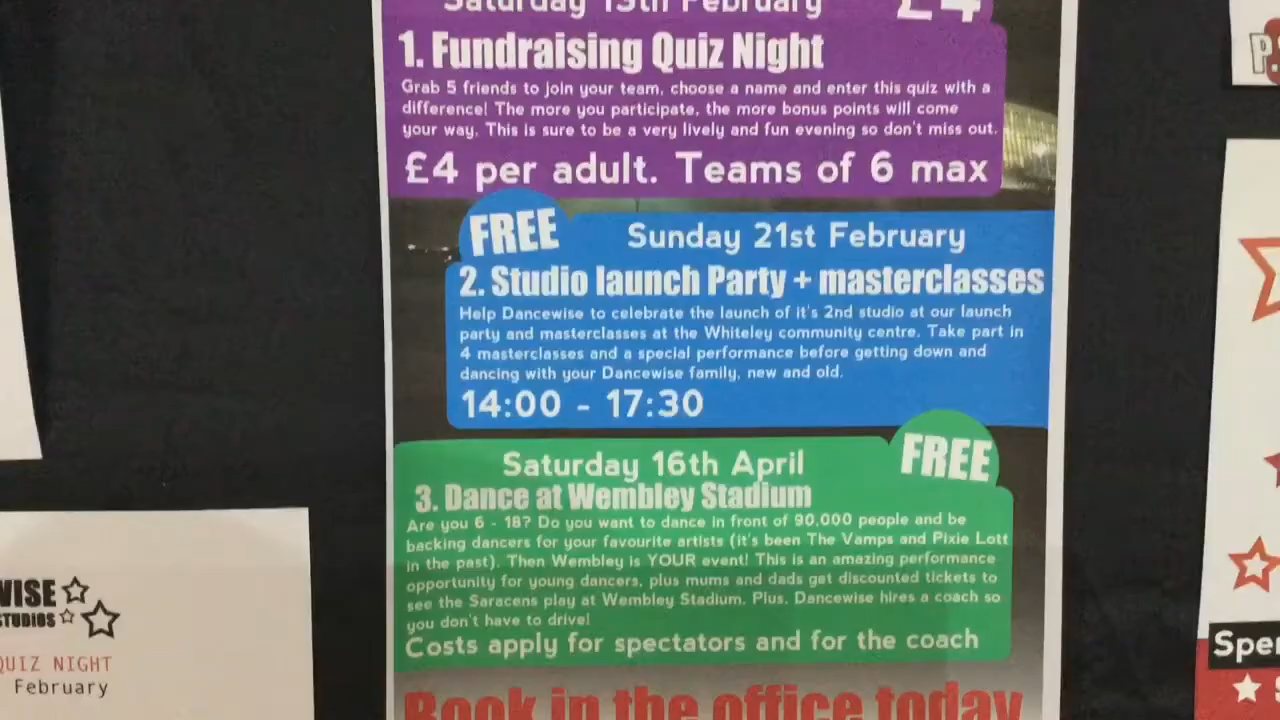 Saturday 13th February £4
1. Fundraising Quiz Night
Grab 5 friends to join your team, choose a name and enter this quiz with a
difference! The more you participate, the more bonus points will come
your way. This is sure to be a very lively and fun evening so don't miss out.
£4 per adult. Teams of 6 max
FREE
Sunday 21st February
2. Studio launch Party + masterclasses
Help Dancewise to celebrate the launch of it's 2nd studio at our launch
party and masterclasses at the Whiteley community centre. Take part in
4 masterclasses and a special performance before getting down and
dancing with your Dancewise family, new and old.
14:00 - 17:30
FREE
Saturday 16th April
3. Dance at Wembley Stadium
Are you 6 - 18? Do you want to dance in front of 90,000 people and be
backing dancers for your favourite artists (it's been The Vamps and Pixie Lott
in the past). Then Wembley is YOUR event! This is an amazing performance
opportunity for young dancers, plus mums and dads get discounted tickets to
see the Saracens play at Wembley Stadium. Plus, Dancewise hires a coach so
you don't have to drive!
Costs apply for spectators and for the coach
Book in the office today
WISE
STUDIOS
QUIZ NIGHT
February